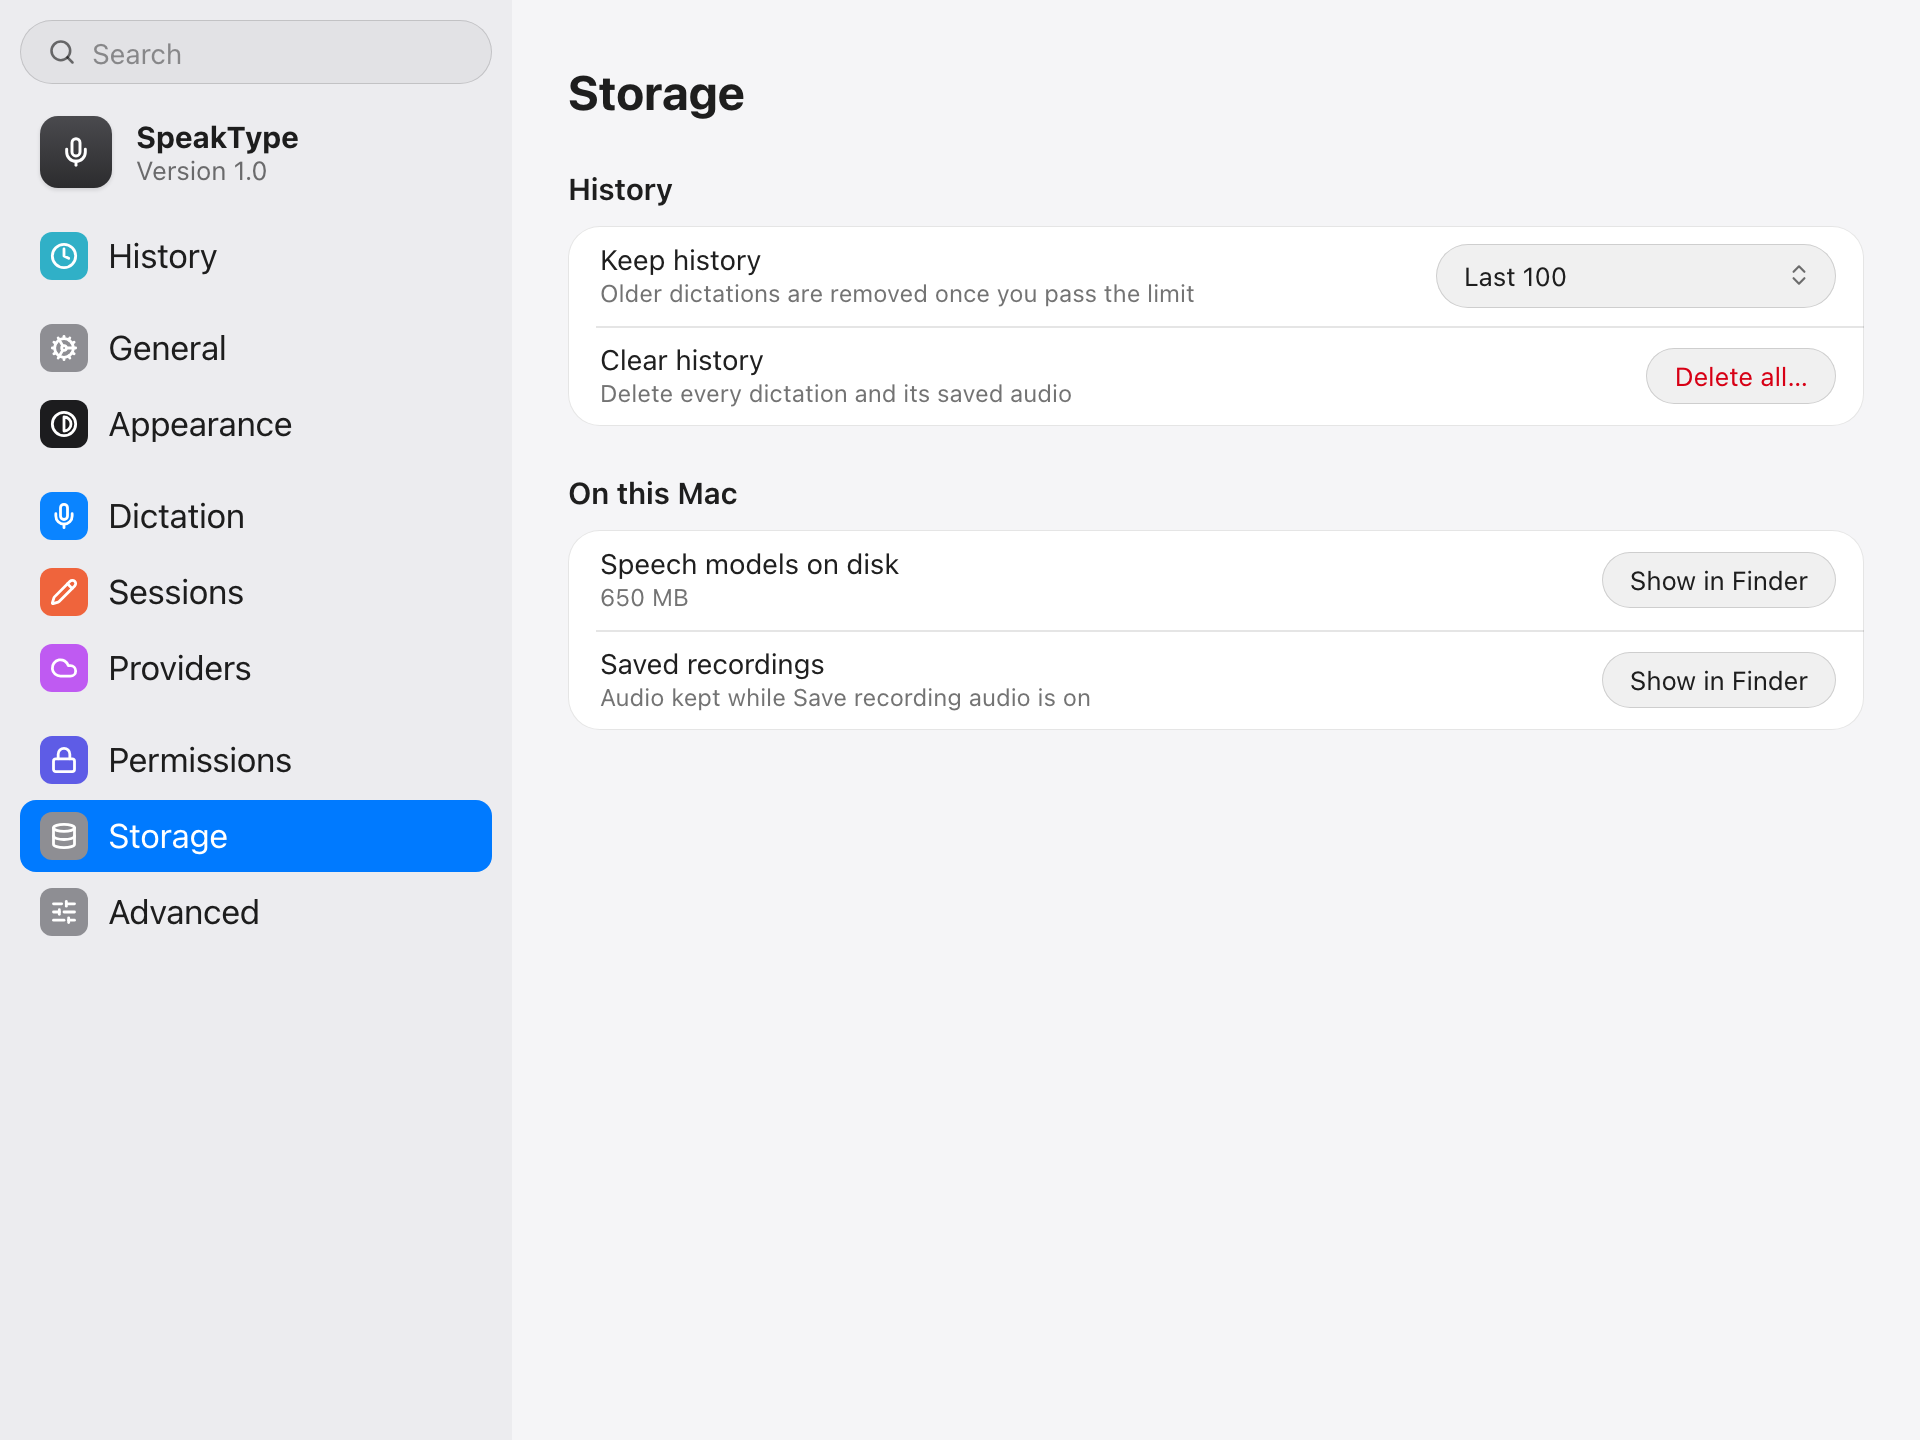 Search
SpeakType
Version 1.0
History
General
Appearance
Dictation
Sessions
Providers
Permissions
Storage
Advanced
Storage
History
Keep history
Older dictations are removed once you pass the limit
Last 100
Clear history
Delete every dictation and its saved audio
Delete all...
On this Mac
Speech models on disk
650 MB
Show in Finder
Saved recordings
Audio kept while Save recording audio is on
Show in Finder